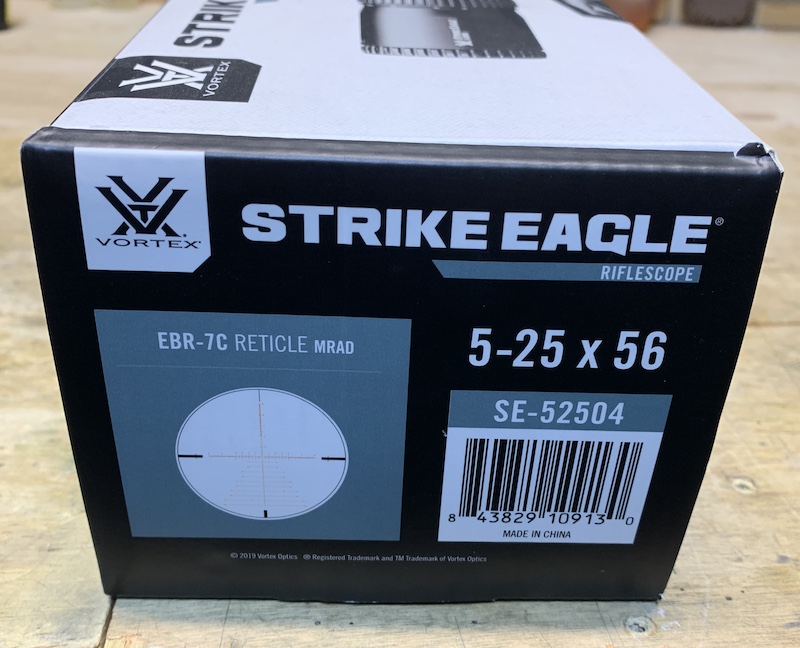 STRIK
VORTEX
VORTEX®
STRIKE EAGLE®
RIFLESCOPE
EBR-7C RETICLE MRAD
5-25 x 56
SE-52504
8 43829 10913 0
MADE IN CHINA
© 2019 Vortex Optics ® Registered Trademark and TM Trademark of Vortex Optics